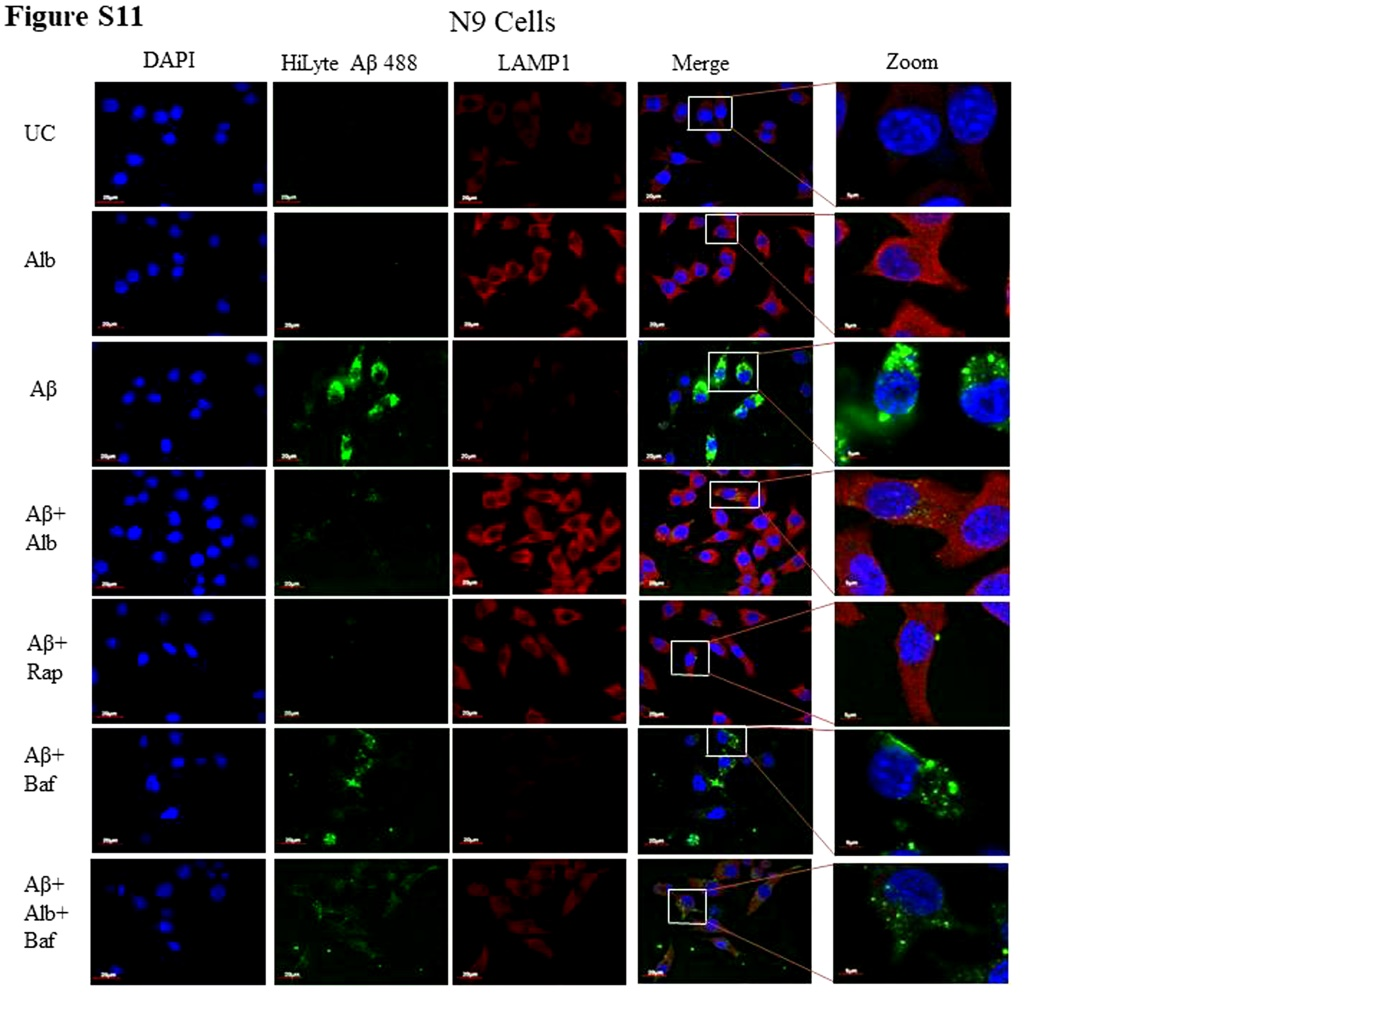 Figure S11
N9 Cells
DAPI HiLyte Aβ 488 LAMP1 Merge Zoom
UC
Alb
Aβ
Aβ+
Alb
Aβ+
Rap
Aβ+
Baf
Aβ+
Alb+
Baf